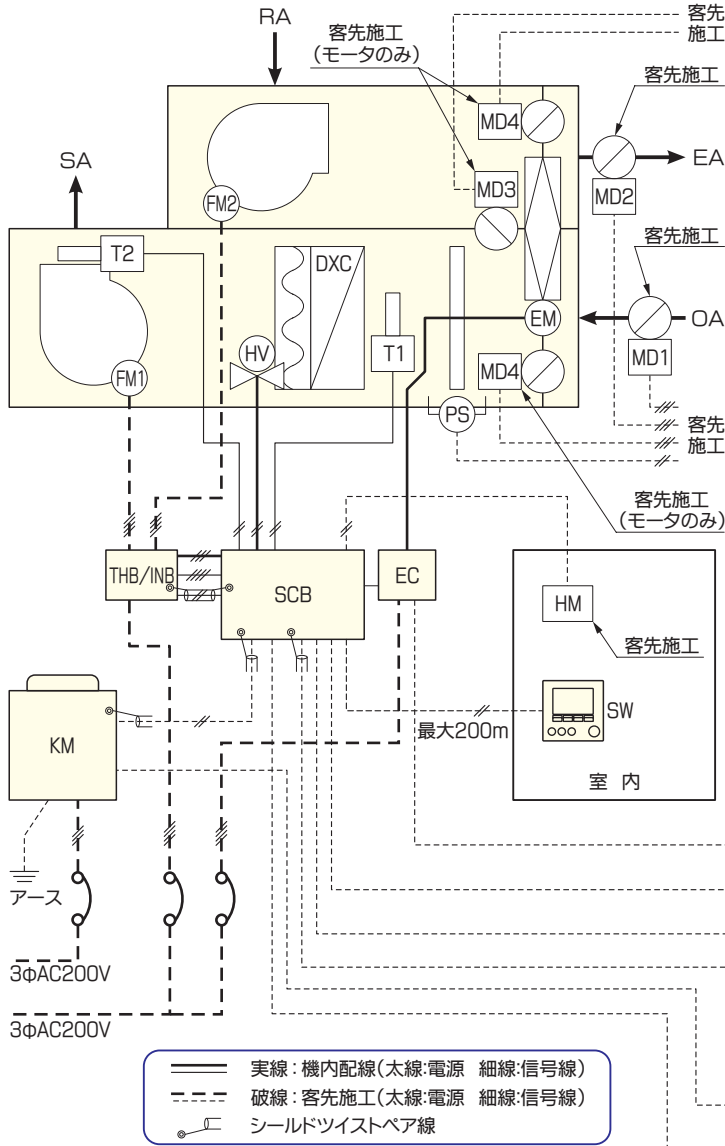 RA
客先施工
(モータのみ)
客先
施工
客先施工
MD4
EA
SA
FM2
MD3
MD2
客先施工
T2
DXC
OA
HV
T1
EM
MD1
FM1
MD4
PS
客先
施工
客先施工
(モータのみ)
THB/INB
SCB
EC
HM
客先施工
KM
SW
最大200m
室 内
アース
3φAC200V
3φAC200V
実線:機内配線(太線:電源 細線:信号線)
破線:客先施工(太線:電源 細線:信号線)
シールドツイストペア線